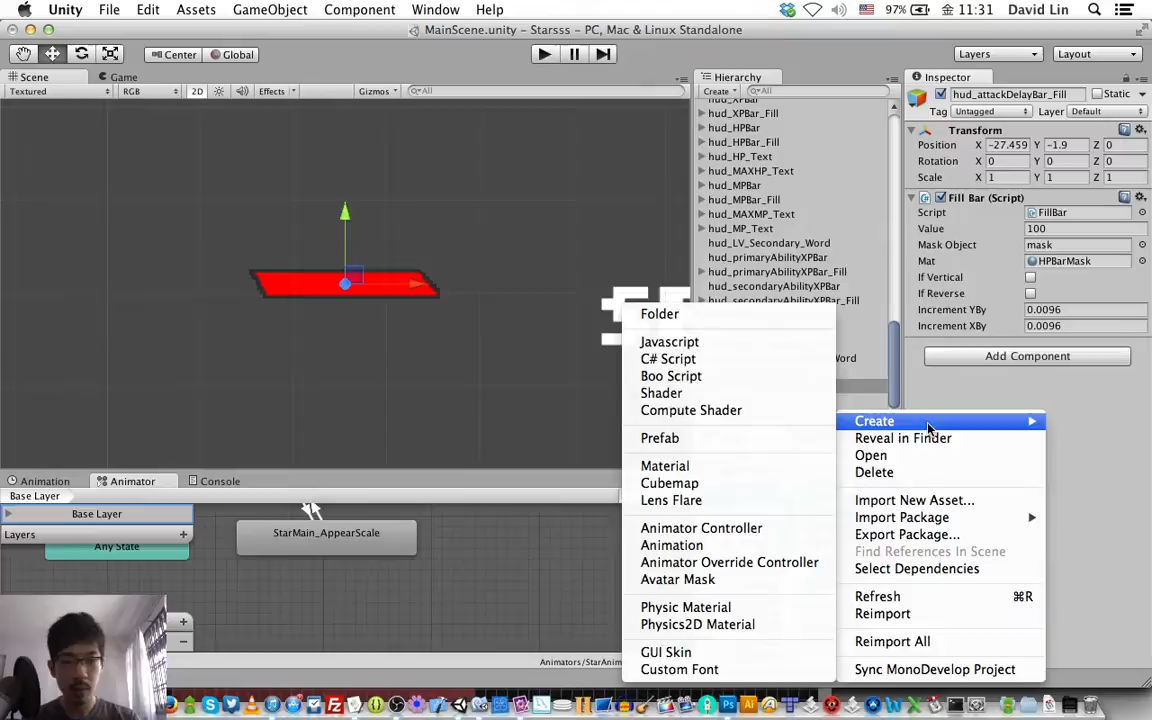 Unity File Edit Assets GameObject Component Window Help 97% 金 11:31 David Lin
MainScene.unity - Starsss - PC, Mac & Linux Standalone
Center Global Layers Layout
Scene Game
Textured RGB 2D Effects Gizmos All
Hierarchy
Create All
hud_XPBar
hud_XPBar_Fill
hud_HPBar
hud_HPBar_Fill
hud_HP_Text
hud_MAXHP_Text
hud_MPBar
hud_MPBar_Fill
hud_MAXMP_Text
hud_MP_Text
hud_LV_Secondary_Word
hud_primaryAbilityXPBar
hud_primaryAbilityXPBar_Fill
hud_secondaryAbilityXPBar
hud_secondaryAbilityXPBar_Fill
Word
Inspector
hud_attackDelayBar_Fill Static
Tag Untagged Layer Default
Transform
Position X -27.459 Y -1.9 Z 0
Rotation X 0 Y 0 Z 0
Scale X 1 Y 1 Z 1
Fill Bar (Script)
Script FillBar
Value 100
Mask Object mask
Mat HPBarMask
If Vertical
If Reverse
Increment YBy 0.0096
Increment XBy 0.0096
Add Component
Folder
Javascript
C# Script
Boo Script
Shader
Compute Shader
Prefab
Material
Cubemap
Lens Flare
Animator Controller
Animation
Animator Override Controller
Avatar Mask
Physic Material
Physics2D Material
GUI Skin
Custom Font
Create
Reveal in Finder
Open
Delete
Import New Asset...
Import Package
Export Package...
Find References In Scene
Select Dependencies
Refresh ⌘R
Reimport
Reimport All
Sync MonoDevelop Project
Animation Animator Console
Base Layer
Base Layer
Layers +
Any State
StarMain_AppearScale
Animators/StarAnim